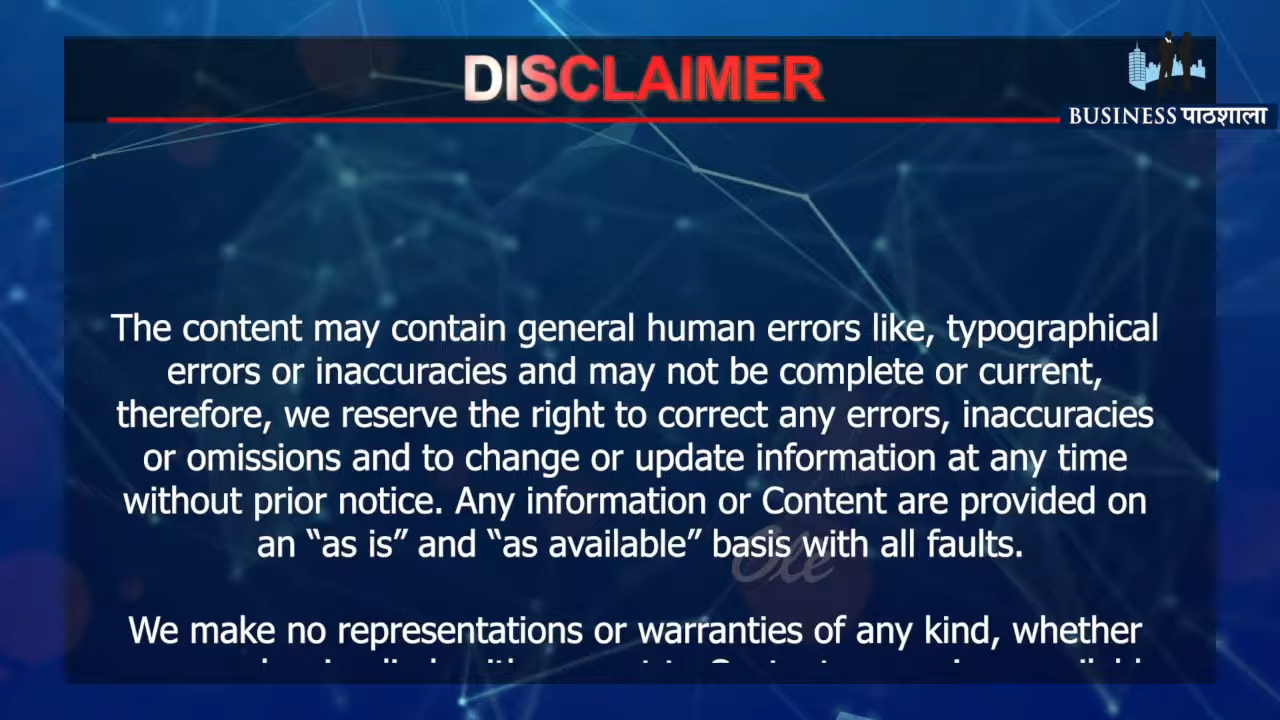 DISCLAIMER
BUSINESS पाठशाला
The content may contain general human errors like, typographical
errors or inaccuracies and may not be complete or current,
therefore, we reserve the right to correct any errors, inaccuracies
or omissions and to change or update information at any time
without prior notice. Any information or Content are provided on
an “as is” and “as available” basis with all faults.
We make no representations or warranties of any kind, whether